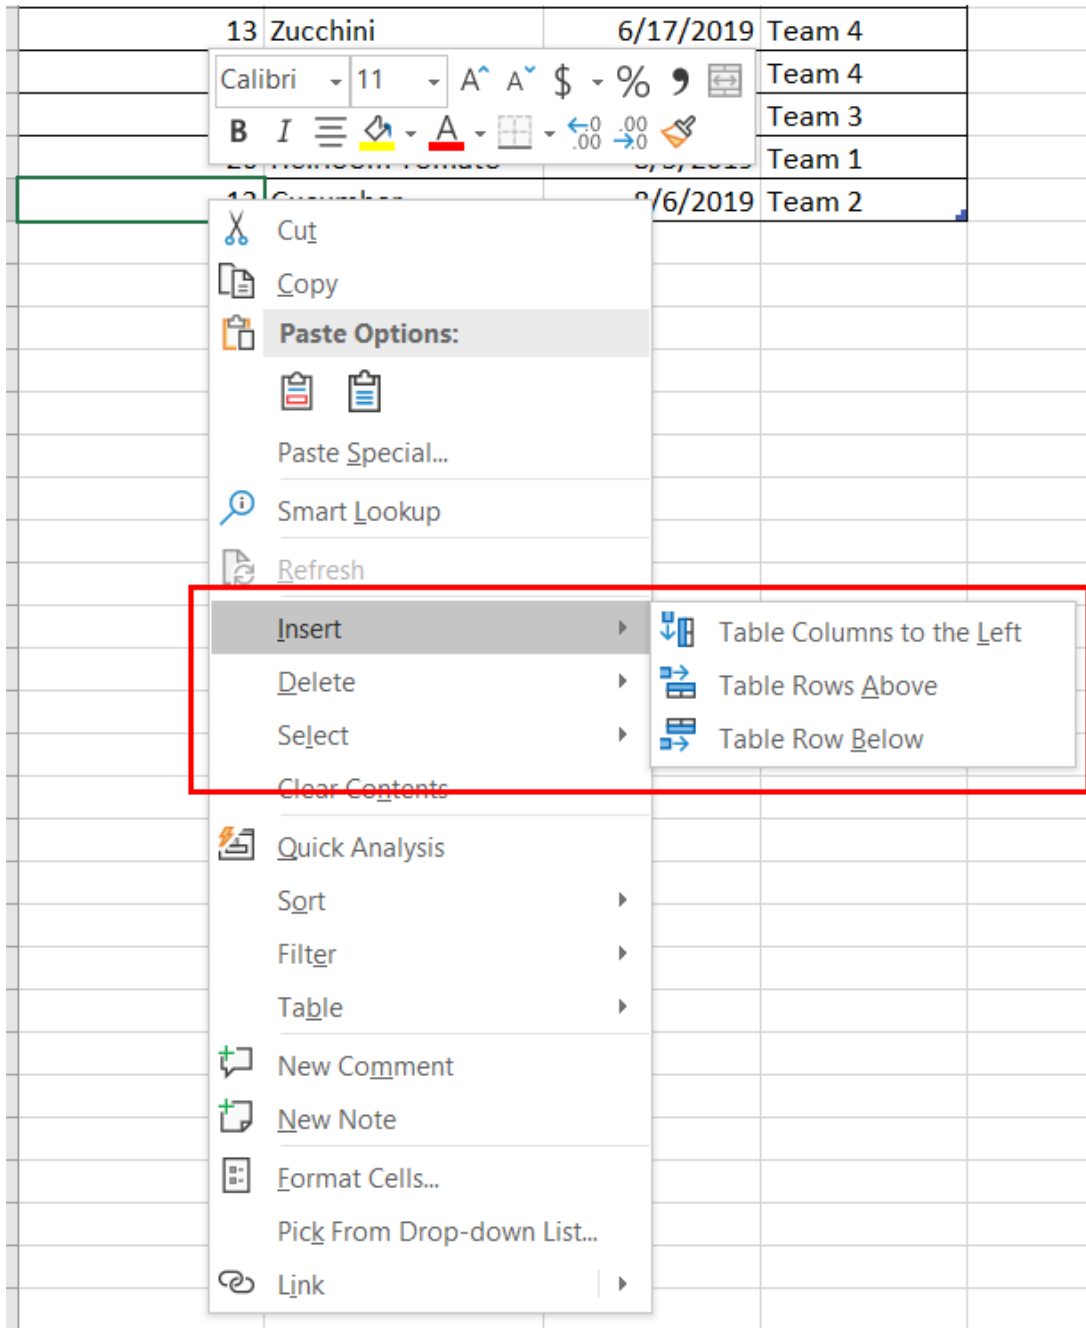 13 Zucchini 6/17/2019 Team 4
Calibri 11 A A $ % , Team 4
B I A .00 .00 Team 3
Team 1
/6/2019 Team 2
Cut
Copy
Paste Options:
Paste Special...
Smart Lookup
Refresh
Insert
Table Columns to the Left
Delete
Table Rows Above
Select
Table Row Below
Clear Contents
Quick Analysis
Sort
Filter
Table
New Comment
New Note
Format Cells...
Pick From Drop-down List...
Link